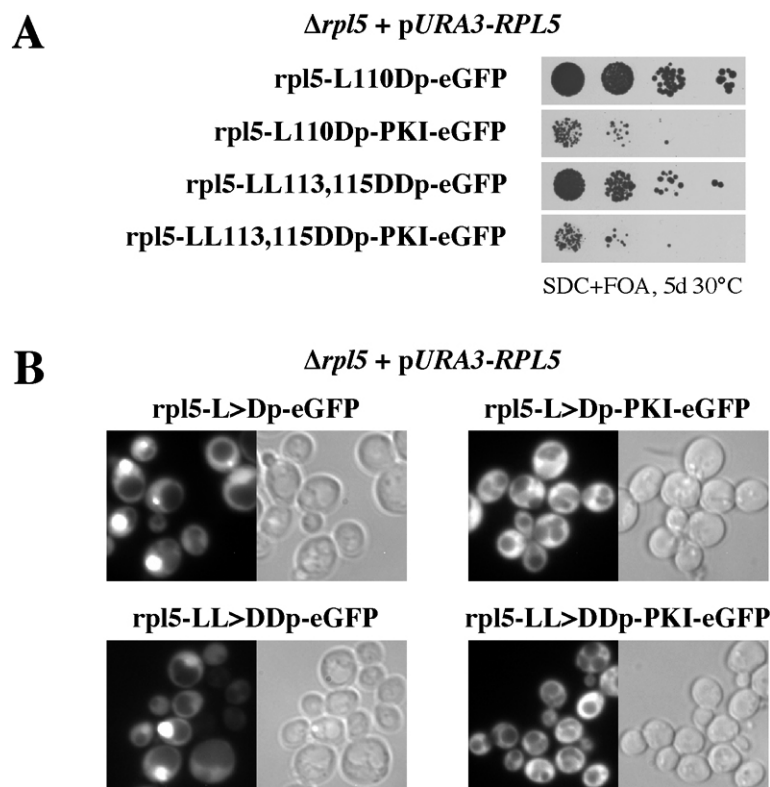 A
Δrpl5 + pURA3-RPL5
rpl5-L110Dp-eGFP
rpl5-L110Dp-PKI-eGFP
rpl5-LL113,115DDp-eGFP
rpl5-LL113,115DDp-PKI-eGFP
SDC+FOA, 5d 30°C
B
Δrpl5 + pURA3-RPL5
rpl5-L>Dp-eGFP
rpl5-L>Dp-PKI-eGFP
rpl5-LL>DDp-eGFP
rpl5-LL>DDp-PKI-eGFP